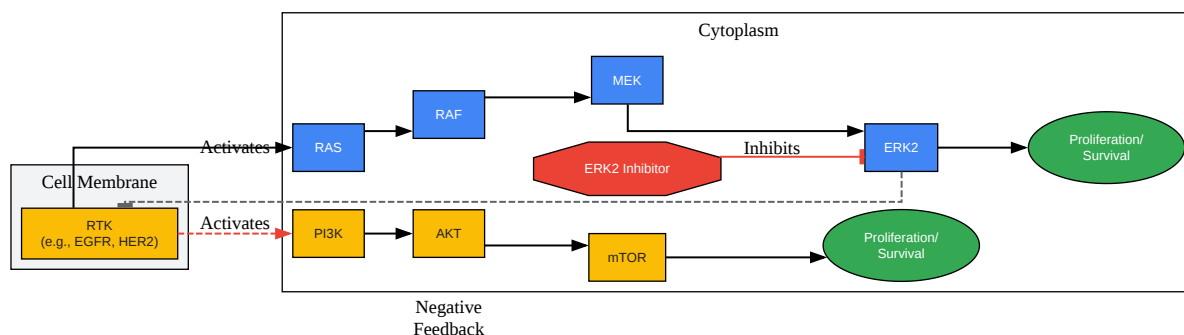 Cytoplasm
MEK
RAF
Activates
RAS
ERK2
Proliferation/
Survival
Inhibits
ERK2 Inhibitor
Cell Membrane
RTK
(e.g., EGFR, HER2)
Activates
PI3K
AKT
mTOR
Proliferation/
Survival
Negative
Feedback